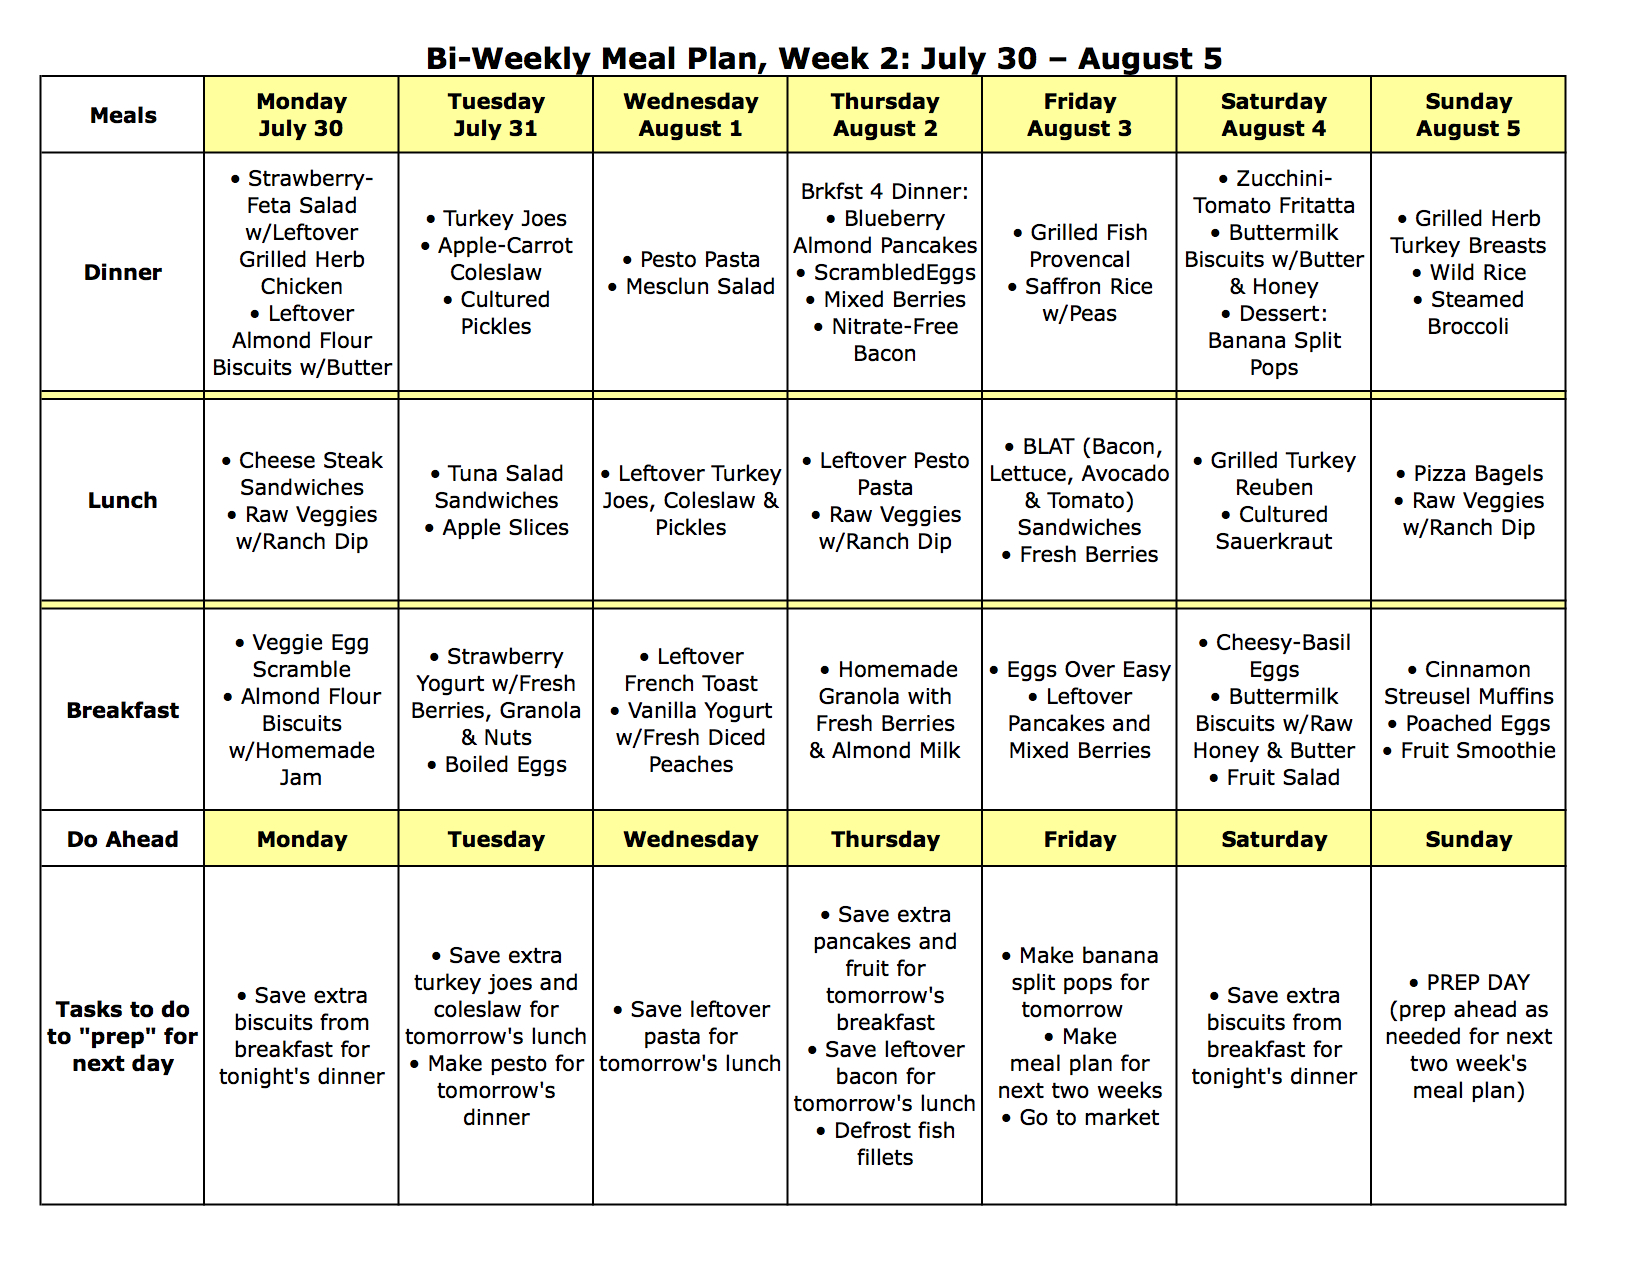 Bi-Weekly Meal Plan, Week 2: July 30 – August 5
Meals
Monday
July 30
Tuesday
July 31
Wednesday
August 1
Thursday
August 2
Friday
August 3
Saturday
August 4
Sunday
August 5
Dinner
• Strawberry-
Feta Salad
w/Leftover
Grilled Herb
Chicken
• Leftover
Almond Flour
Biscuits w/Butter
• Turkey Joes
• Apple-Carrot
Coleslaw
• Cultured
Pickles
• Pesto Pasta
• Mesclun Salad
Brkfst 4 Dinner:
• Blueberry
Almond Pancakes
• ScrambledEggs
• Mixed Berries
• Nitrate-Free
Bacon
• Grilled Fish
Provencal
• Saffron Rice
w/Peas
• Zucchini-
Tomato Fritatta
• Buttermilk
Biscuits w/Butter
& Honey
• Dessert:
Banana Split
Pops
• Grilled Herb
Turkey Breasts
• Wild Rice
• Steamed
Broccoli
Lunch
• Cheese Steak
Sandwiches
• Raw Veggies
w/Ranch Dip
• Tuna Salad
Sandwiches
• Apple Slices
• Leftover Turkey
Joes, Coleslaw &
Pickles
• Leftover Pesto
Pasta
• Raw Veggies
w/Ranch Dip
• BLAT (Bacon,
Lettuce, Avocado
& Tomato)
Sandwiches
• Fresh Berries
• Grilled Turkey
Reuben
• Cultured
Sauerkraut
• Pizza Bagels
• Raw Veggies
w/Ranch Dip
Breakfast
• Veggie Egg
Scramble
• Almond Flour
Biscuits
w/Homemade
Jam
• Strawberry
Yogurt w/Fresh
Berries, Granola
& Nuts
• Boiled Eggs
• Leftover
French Toast
• Vanilla Yogurt
w/Fresh Diced
Peaches
• Homemade
Granola with
Fresh Berries
& Almond Milk
• Eggs Over Easy
• Leftover
Pancakes and
Mixed Berries
• Cheesy-Basil
Eggs
• Buttermilk
Biscuits w/Raw
Honey & Butter
• Fruit Salad
• Cinnamon
Streusel Muffins
• Poached Eggs
• Fruit Smoothie
Do Ahead
Monday
Tuesday
Wednesday
Thursday
Friday
Saturday
Sunday
Tasks to do
to "prep" for
next day
• Save extra
biscuits from
breakfast for
tonight's dinner
• Save extra
turkey joes and
coleslaw for
tomorrow's lunch
• Make pesto for
tomorrow's
dinner
• Save leftover
pasta for
tomorrow's lunch
• Save extra
pancakes and
fruit for
tomorrow's
breakfast
• Save leftover
bacon for
tomorrow's lunch
• Defrost fish
fillets
• Make banana
split pops for
tomorrow
• Make
meal plan for
next two weeks
• Go to market
• Save extra
biscuits from
breakfast for
tonight's dinner
• PREP DAY
(prep ahead as
needed for next
two week's
meal plan)